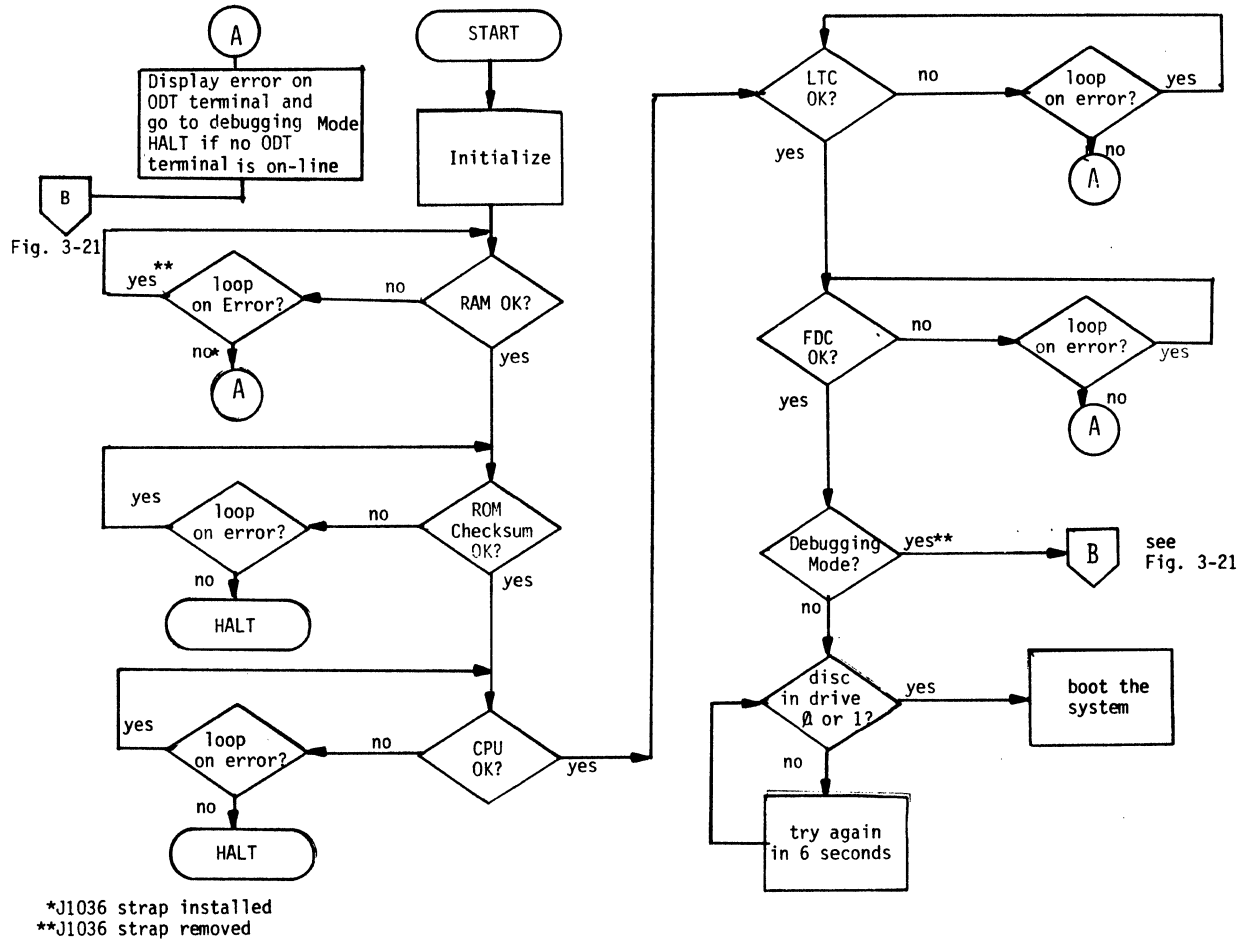 A
Display error on
ODT terminal and
go to debugging Mode
HALT if no ODT
terminal is on-line
B
Fig. 3-21
START
Initialize
RAM OK?
no
yes
loop
on Error?
yes**
no*
A
ROM
Checksum
OK?
no
yes
loop
on error?
yes
no
HALT
CPU
OK?
no
yes
loop
on error?
yes
no
HALT
*J1036 strap installed
**J1036 strap removed
LTC
OK?
no
yes
loop
on error?
yes
no
A
FDC
OK?
no
yes
loop
on error?
yes
no
A
Debugging
Mode?
yes**
no
B
see
Fig. 3-21
disc
in drive
0 or 1?
yes
no
boot the
system
try again
in 6 seconds